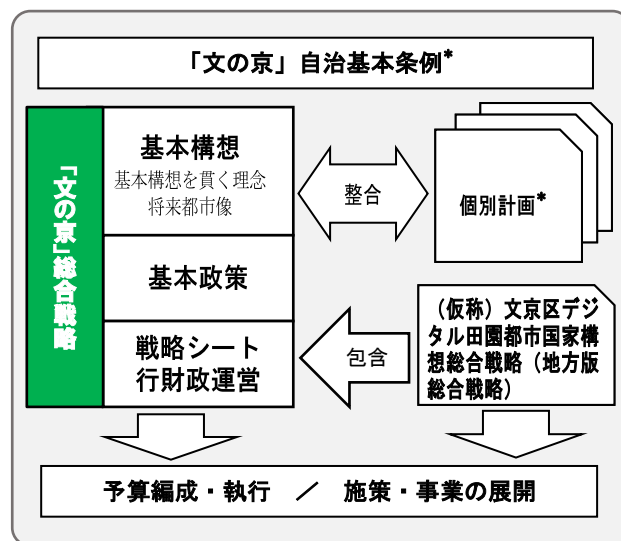 「文の京」自治基本条例*
「文の京」総合戦略
基本構想
基本構想を貫く理念
将来都市像
整合
個別計画*
基本政策
戦略シート
行財政運営
包含
（仮称）文京区デジ
タル田園都市国家構
想総合戦略（地方版
総合戦略）
予算編成・執行　／　施策・事業の展開